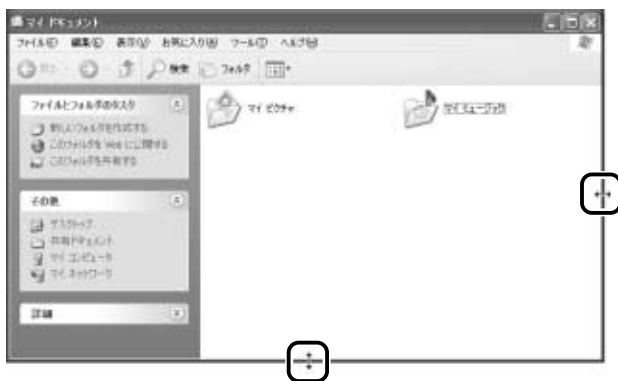 マイ ドキュメント
ファイル(F) 編集(E) 表示(V) お気に入り(A) ツール(T) ヘルプ(H)
戻る 検索 フォルダ
ファイルとフォルダのタスク
新しいフォルダを作成する
このフォルダを Web に公開する
このフォルダを共有する
マイ ピクチャ
マイ ミュージック
その他
デスクトップ
共有ドキュメント
マイ コンピュータ
マイ ネットワーク
詳細